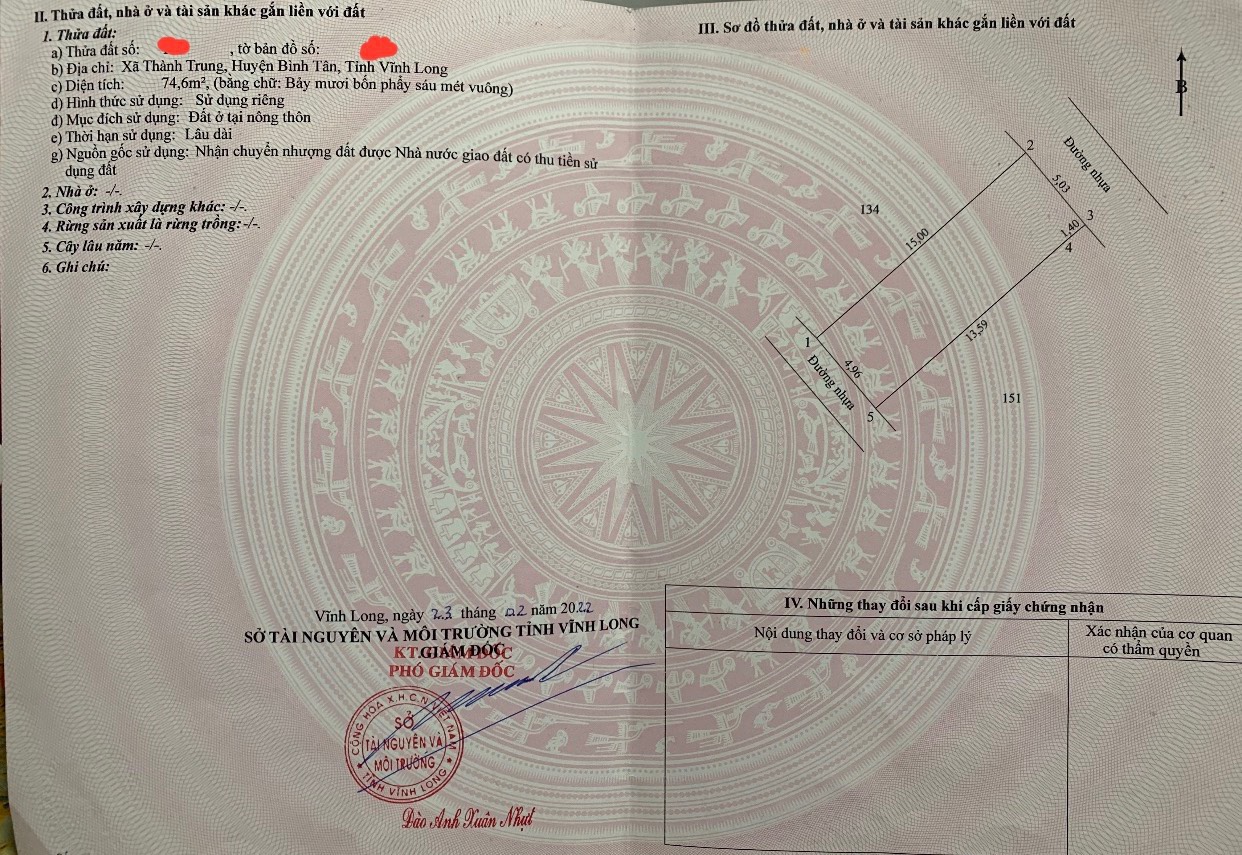 II. Thửa đất, nhà ở và tài sản khác gắn liền với đất
1. Thửa đất:
a) Thửa đất số: , tờ bản đồ số:
b) Địa chỉ: Xã Thành Trung, Huyện Bình Tân, Tỉnh Vĩnh Long
c) Diện tích: 74,6m², (bằng chữ: Bảy mươi bốn phẩy sáu mét vuông)
d) Hình thức sử dụng: Sử dụng riêng
đ) Mục đích sử dụng: Đất ở tại nông thôn
e) Thời hạn sử dụng: Lâu dài
g) Nguồn gốc sử dụng: Nhận chuyển nhượng đất được Nhà nước giao đất có thu tiền sử
dụng đất
2. Nhà ở: -/-.
3. Công trình xây dựng khác: -/-.
4. Rừng sản xuất là rừng trồng:-/-.
5. Cây lâu năm: -/-.
6. Ghi chú:
Vĩnh Long, ngày 23 tháng 02 năm 2022
SỞ TÀI NGUYÊN VÀ MÔI TRƯỜNG TỈNH VĨNH LONG
KT.GIÁM ĐỐC
PHÓ GIÁM ĐỐC
CỘNG HÒA X.H.C.N VIỆT NAM
SỞ
TÀI NGUYÊN VÀ
MÔI TRƯỜNG
TỈNH VĨNH LONG
Đào Anh Xuân Nhựt
III. Sơ đồ thửa đất, nhà ở và tài sản khác gắn liền với đất
B
Đường nhựa
2
5,03
3
134
1,40
4
15,00
13,59
1
4,96
Đường nhựa
5
151
IV. Những thay đổi sau khi cấp giấy chứng nhận
Nội dung thay đổi và cơ sở pháp lý
Xác nhận của cơ quan
có thẩm quyền